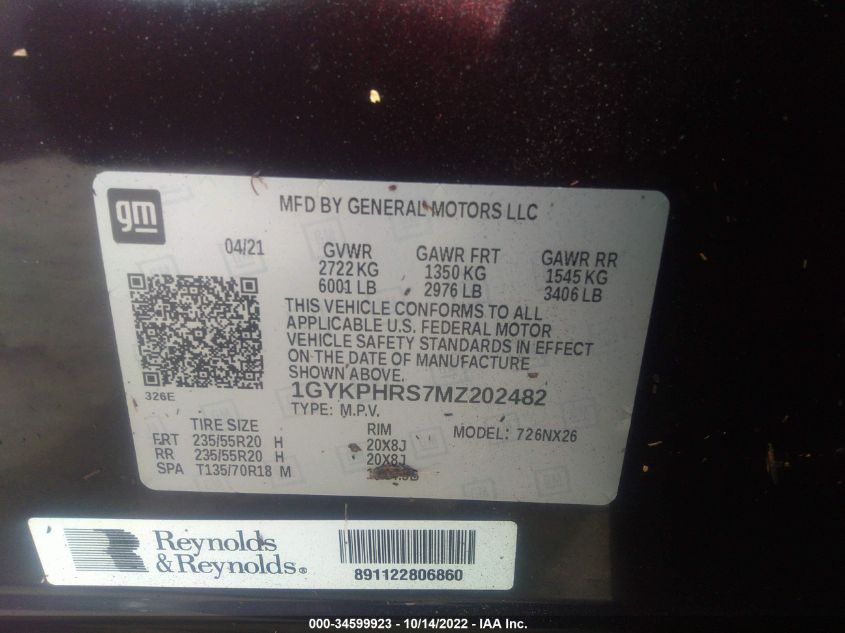 gm
MFD BY GENERAL MOTORS LLC
04/21 GVWR GAWR FRT GAWR RR
2722 KG 1350 KG 1545 KG
6001 LB 2976 LB 3406 LB
THIS VEHICLE CONFORMS TO ALL
APPLICABLE U.S. FEDERAL MOTOR
VEHICLE SAFETY STANDARDS IN EFFECT
ON THE DATE OF MANUFACTURE
SHOWN ABOVE.
326E
1GYKPHRS7MZ202482
TYPE: M.P.V.
TIRE SIZE RIM MODEL: 726NX26
FRT 235/55R20 H 20X8J
RR 235/55R20 H 20X8J
SPA T135/70R18 M
Reynolds
&Reynolds®
891122806860
000-34599923 - 10/14/2022 - IAA Inc.